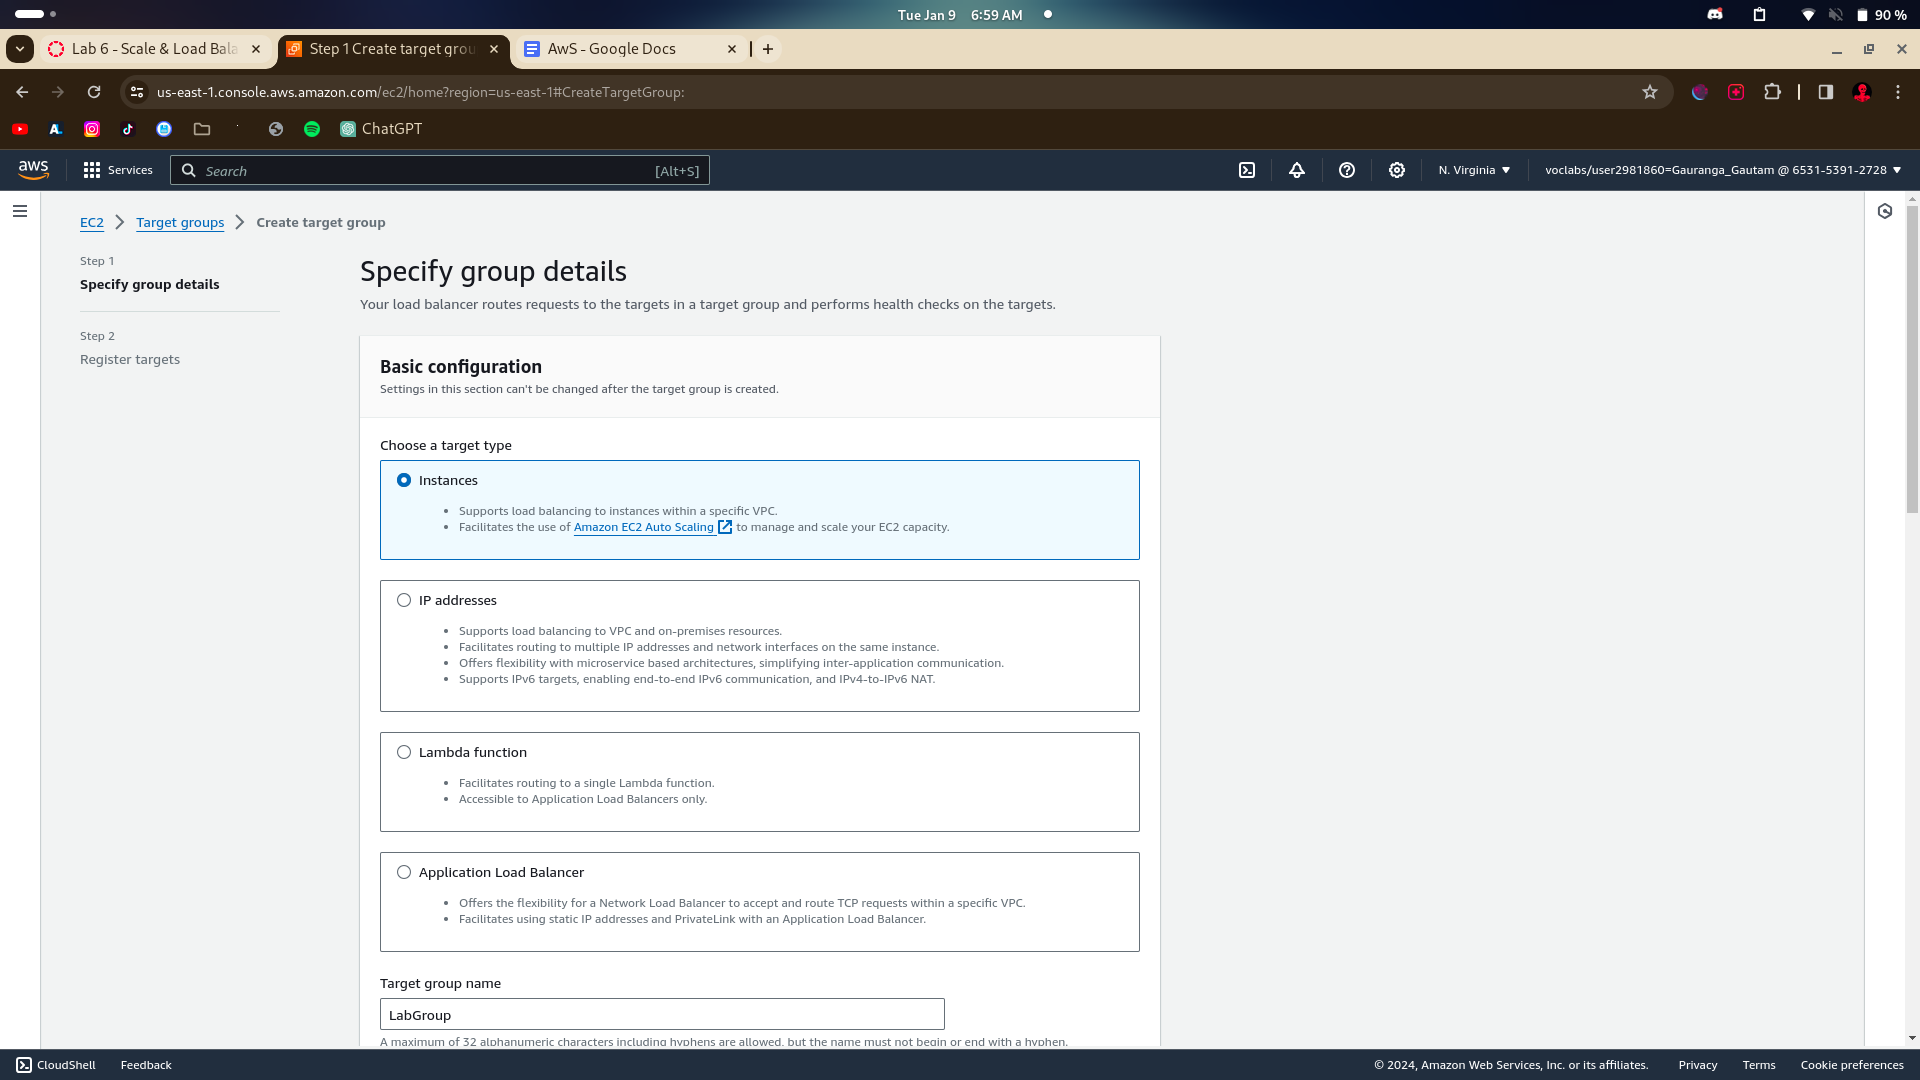 Tue Jan 9 6:59 AM
90 %
Lab 6 - Scale & Load Bala
Step 1 Create target grou
AwS - Google Docs
us-east-1.console.aws.amazon.com/ec2/home?region=us-east-1#CreateTargetGroup:
ChatGPT
aws
Services
Search
[Alt+S]
N. Virginia
voclabs/user2981860=Gauranga_Gautam @ 6531-5391-2728
EC2
Target groups
Create target group
Step 1
Specify group details
Step 2
Register targets
Specify group details
Your load balancer routes requests to the targets in a target group and performs health checks on the targets.
Basic configuration
Settings in this section can't be changed after the target group is created.
Choose a target type
Instances
Supports load balancing to instances within a specific VPC.
Facilitates the use of Amazon EC2 Auto Scaling to manage and scale your EC2 capacity.
IP addresses
Supports load balancing to VPC and on-premises resources.
Facilitates routing to multiple IP addresses and network interfaces on the same instance.
Offers flexibility with microservice based architectures, simplifying inter-application communication.
Supports IPv6 targets, enabling end-to-end IPv6 communication, and IPv4-to-IPv6 NAT.
Lambda function
Facilitates routing to a single Lambda function.
Accessible to Application Load Balancers only.
Application Load Balancer
Offers the flexibility for a Network Load Balancer to accept and route TCP requests within a specific VPC.
Facilitates using static IP addresses and PrivateLink with an Application Load Balancer.
Target group name
LabGroup
A maximum of 32 alphanumeric characters including hyphens are allowed, but the name must not begin or end with a hyphen.
CloudShell
Feedback
© 2024, Amazon Web Services, Inc. or its affiliates.
Privacy
Terms
Cookie preferences